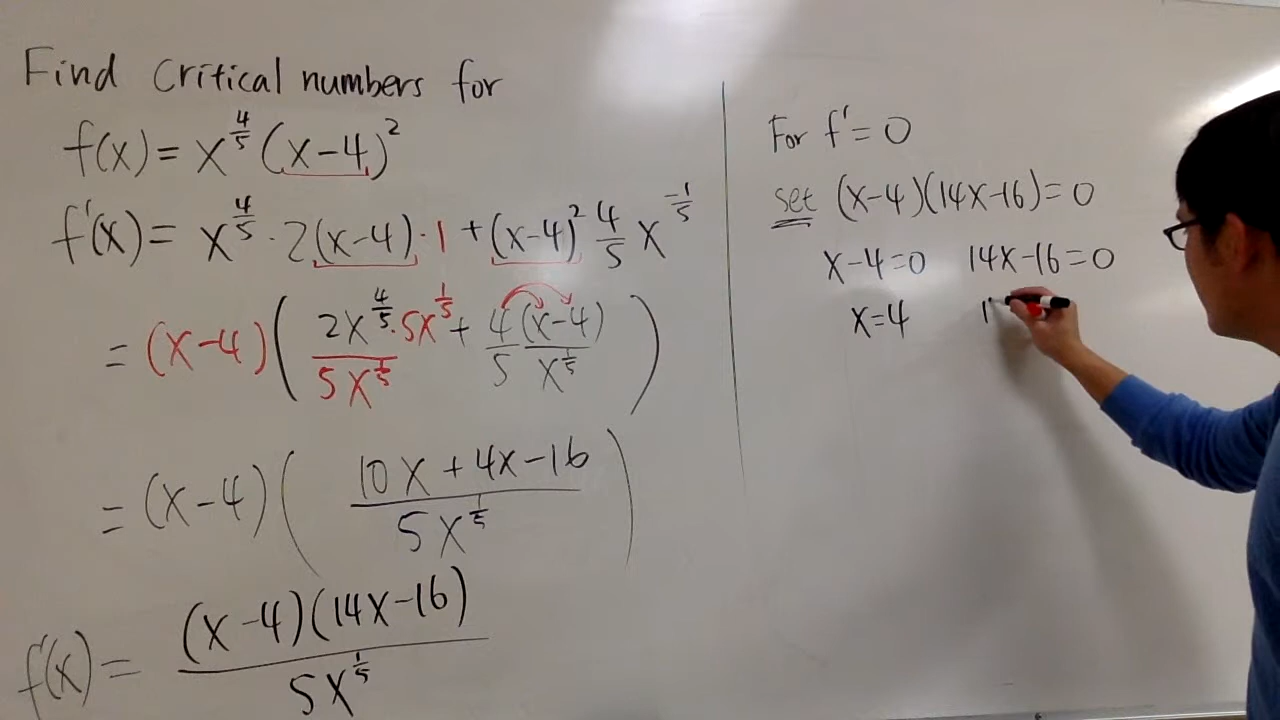 Find Critical numbers for
f(x) = x^{4/5} (x-4)^2
f'(x) = x^{4/5} · 2(x-4) · 1 + (x-4)^2 4/5 x^{-1/5}
= (x-4) ( 2x^{4/5} · 5x^{1/5} / 5x^{1/5} + 4(x-4) / 5 x^{1/5} )
= (x-4) ( 10x + 4x - 16 / 5x^{1/5} )
f'(x) = (x-4)(14x-16) / 5x^{1/5}
For f' = 0
set (x-4)(14x-16) = 0
x-4=0 14x-16=0
x=4 1